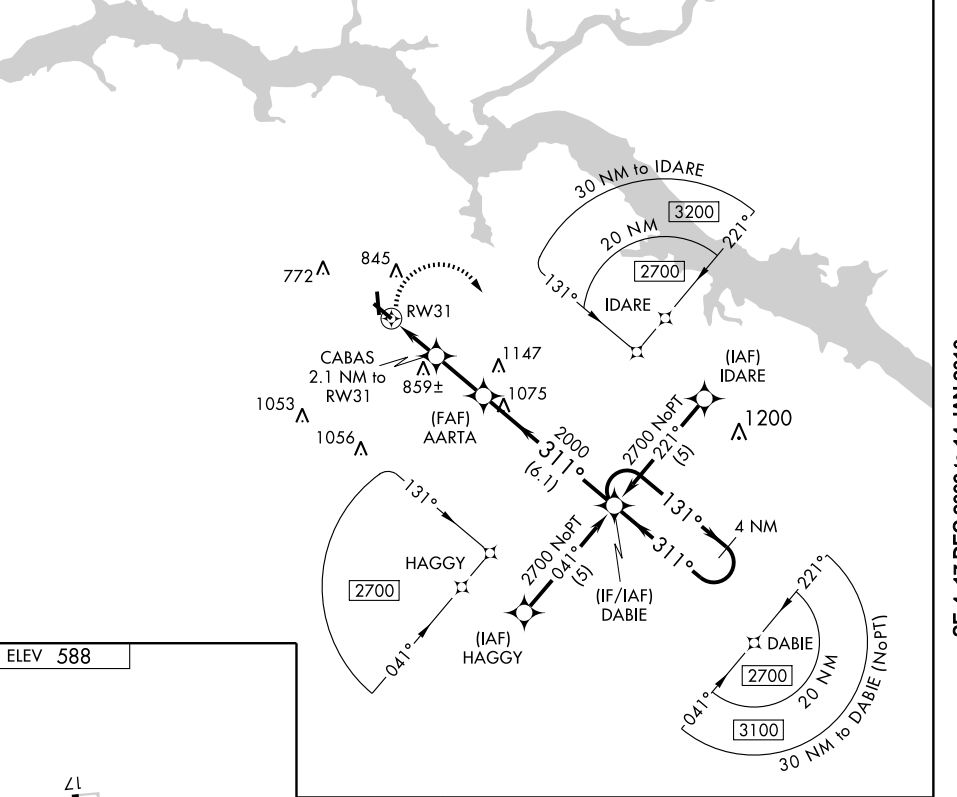 30 NM to IDARE
3200
20 NM
221°
2700
131°
IDARE
772
845
RW31
CABAS
2.1 NM to
RW31
859±
1147
1075
(FAF)
AARTA
1053
1056
(IAF)
IDARE
1200
2700 NoPT
221°
(5)
2000
311°
(6.1)
131°
4 NM
311°
131°
HAGGY
2700
041°
2700 NoPT
041°
(5)
(IF/IAF)
DABIE
(IAF)
HAGGY
221°
DABIE
2700
20 NM
041°
3100
30 NM to DABIE (NoPT)
ELEV 588
17